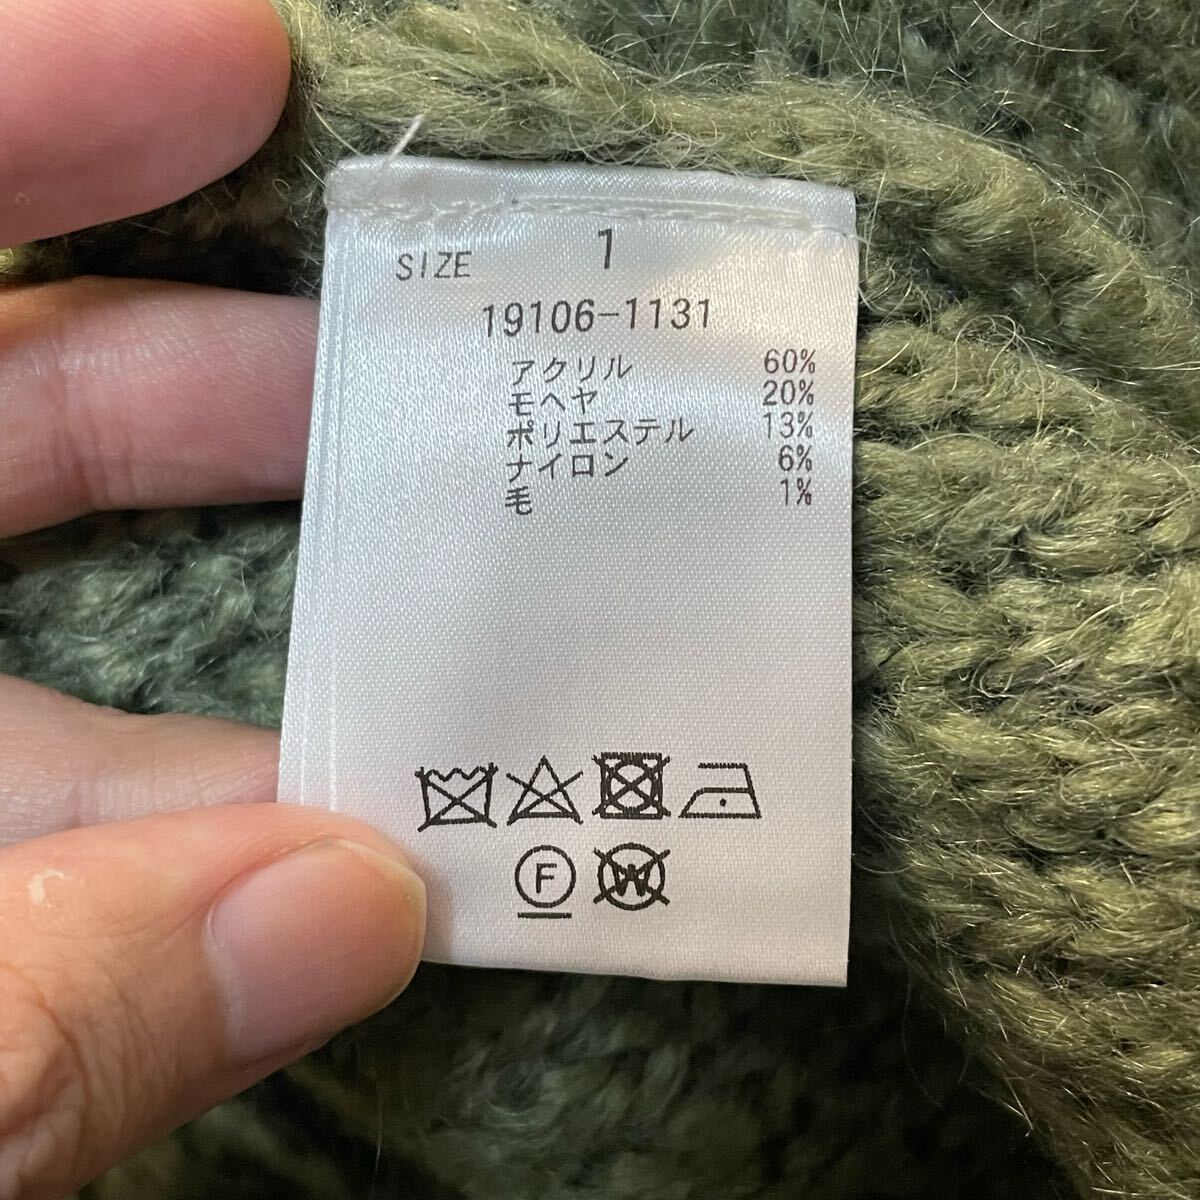 SIZE 1
19106-1131
アクリル 60%
モヘヤ 20%
ポリエステル 13%
ナイロン 6%
毛 1%
F W